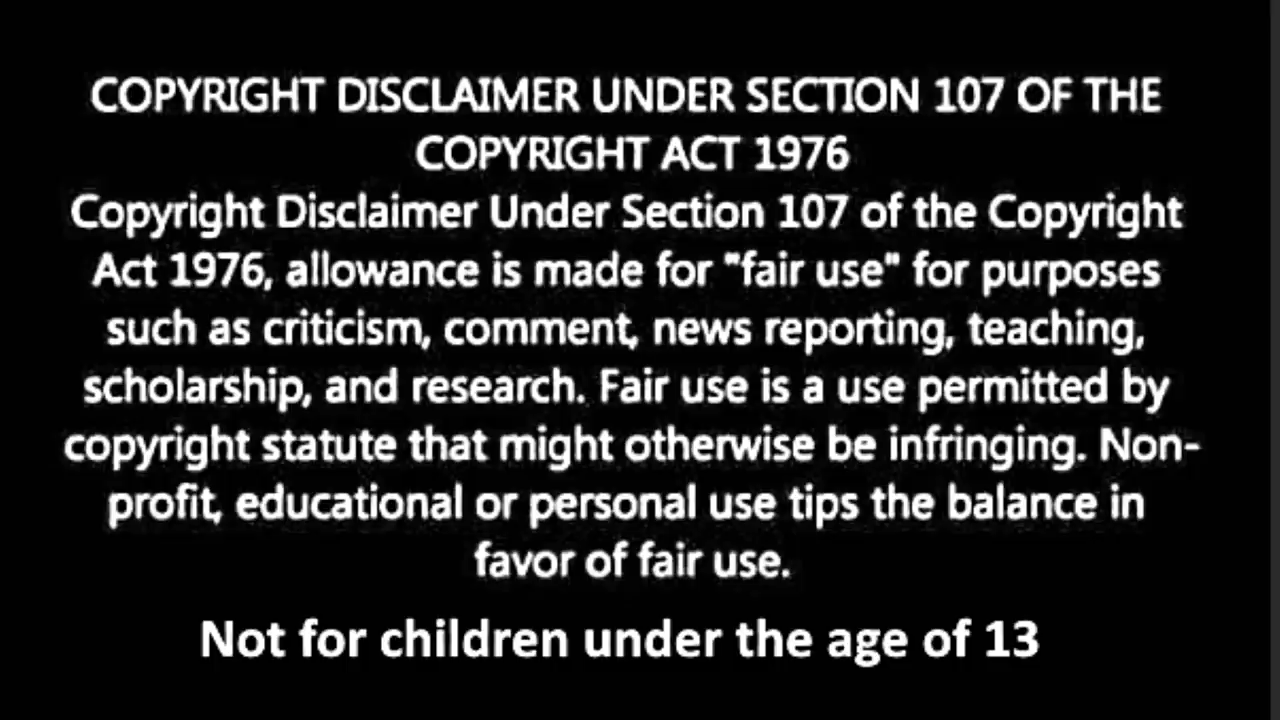 COPYRIGHT DISCLAIMER UNDER SECTION 107 OF THE
COPYRIGHT ACT 1976
Copyright Disclaimer Under Section 107 of the Copyright
Act 1976, allowance is made for "fair use" for purposes
such as criticism, comment, news reporting, teaching,
scholarship, and research. Fair use is a use permitted by
copyright statute that might otherwise be infringing. Non-
profit, educational or personal use tips the balance in
favor of fair use.
Not for children under the age of 13